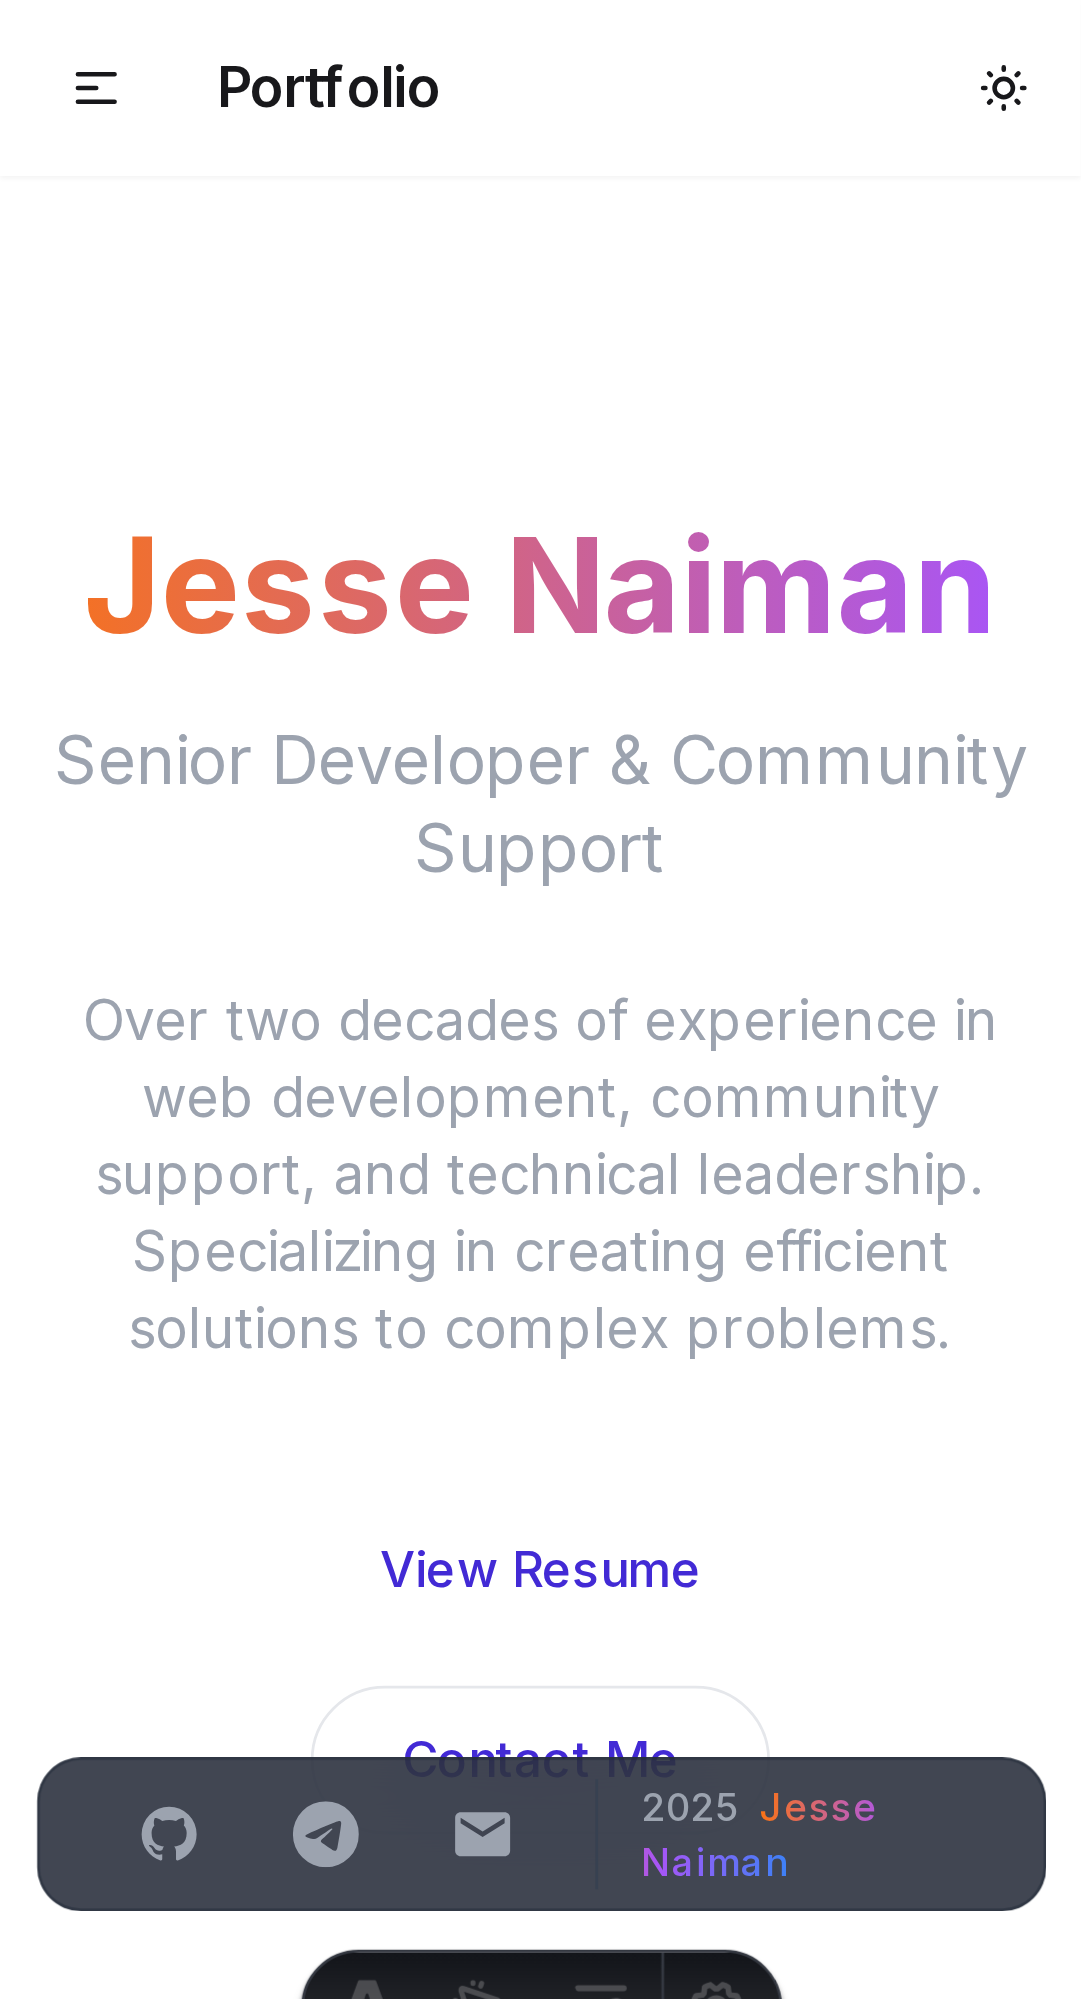 Portfolio
Jesse Naiman
Senior Developer & Community
Support
Over two decades of experience in
web development, community
support, and technical leadership.
Specializing in creating efficient
solutions to complex problems.
View Resume
Contact Me
2025 Jesse
Naiman